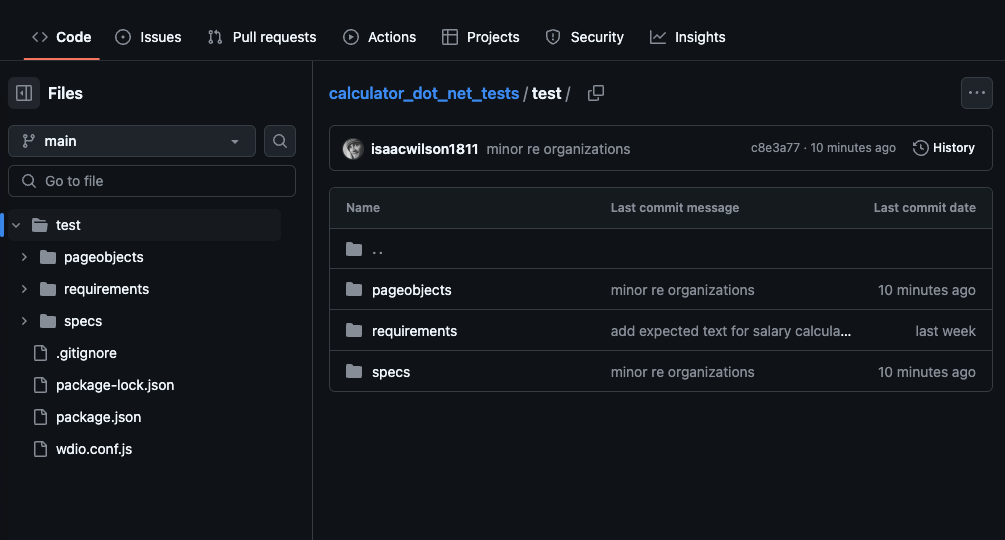 Code Issues Pull requests Actions Projects Security Insights
Files
main
Go to file
test
pageobjects
requirements
specs
.gitignore
package-lock.json
package.json
wdio.conf.js
calculator_dot_net_tests / test /
isaacwilson1811 minor re organizations c8e3a77 · 10 minutes ago History
Name Last commit message Last commit date
..
pageobjects minor re organizations 10 minutes ago
requirements add expected text for salary calcula... last week
specs minor re organizations 10 minutes ago